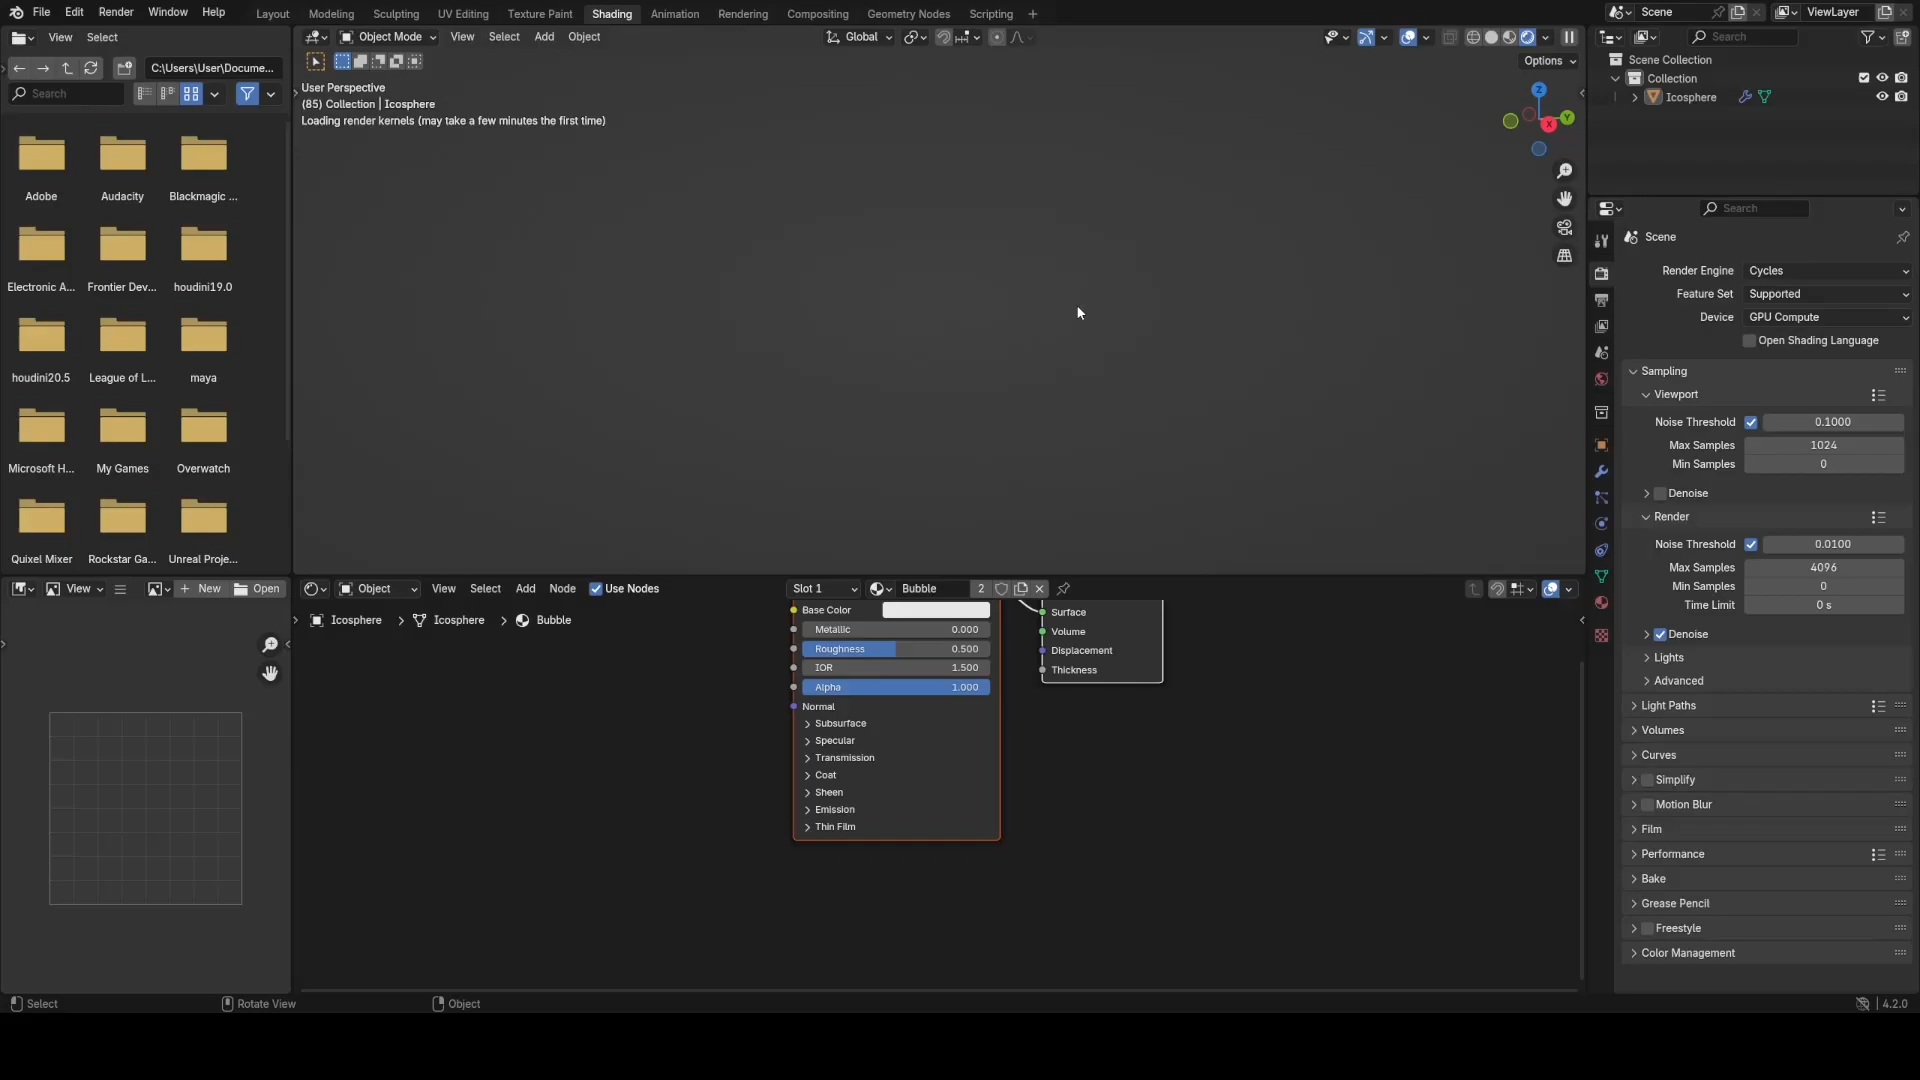 File Edit Render Window Help
Layout Modeling Sculpting UV Editing Texture Paint Shading Animation Rendering Compositing Geometry Nodes Scripting +
Scene
ViewLayer
View Select
Object Mode View Select Add Object
Global
Search
C:\Users\User\Docume...
Options
Search
User Perspective
(85) Collection | Icosphere
Loading render kernels (may take a few minutes the first time)
Z
Y
X
Scene Collection
Collection
Icosphere
Adobe
Audacity
Blackmagic ...
Electronic A...
Frontier Dev...
houdini19.0
houdini20.5
League of L...
maya
Microsoft H...
My Games
Overwatch
Quixel Mixer
Rockstar Ga...
Unreal Proje...
Search
Scene
Render Engine Cycles
Feature Set Supported
Device GPU Compute
Open Shading Language
Sampling
Viewport
Noise Threshold 0.1000
Max Samples 1024
Min Samples 0
Denoise
Render
Noise Threshold 0.0100
Max Samples 4096
Min Samples 0
Time Limit 0 s
Denoise
Lights
Advanced
Light Paths
Volumes
Curves
Simplify
Motion Blur
Film
Performance
Bake
Grease Pencil
Freestyle
Color Management
View
New
Open
Object View Select Add Node Use Nodes
Slot 1
Bubble 2
Icosphere > Icosphere > Bubble
Base Color
Metallic 0.000
Roughness 0.500
IOR 1.500
Alpha 1.000
Normal
Subsurface
Specular
Transmission
Coat
Sheen
Emission
Thin Film
Surface
Volume
Displacement
Thickness
Select
Rotate View
Object
4.2.0